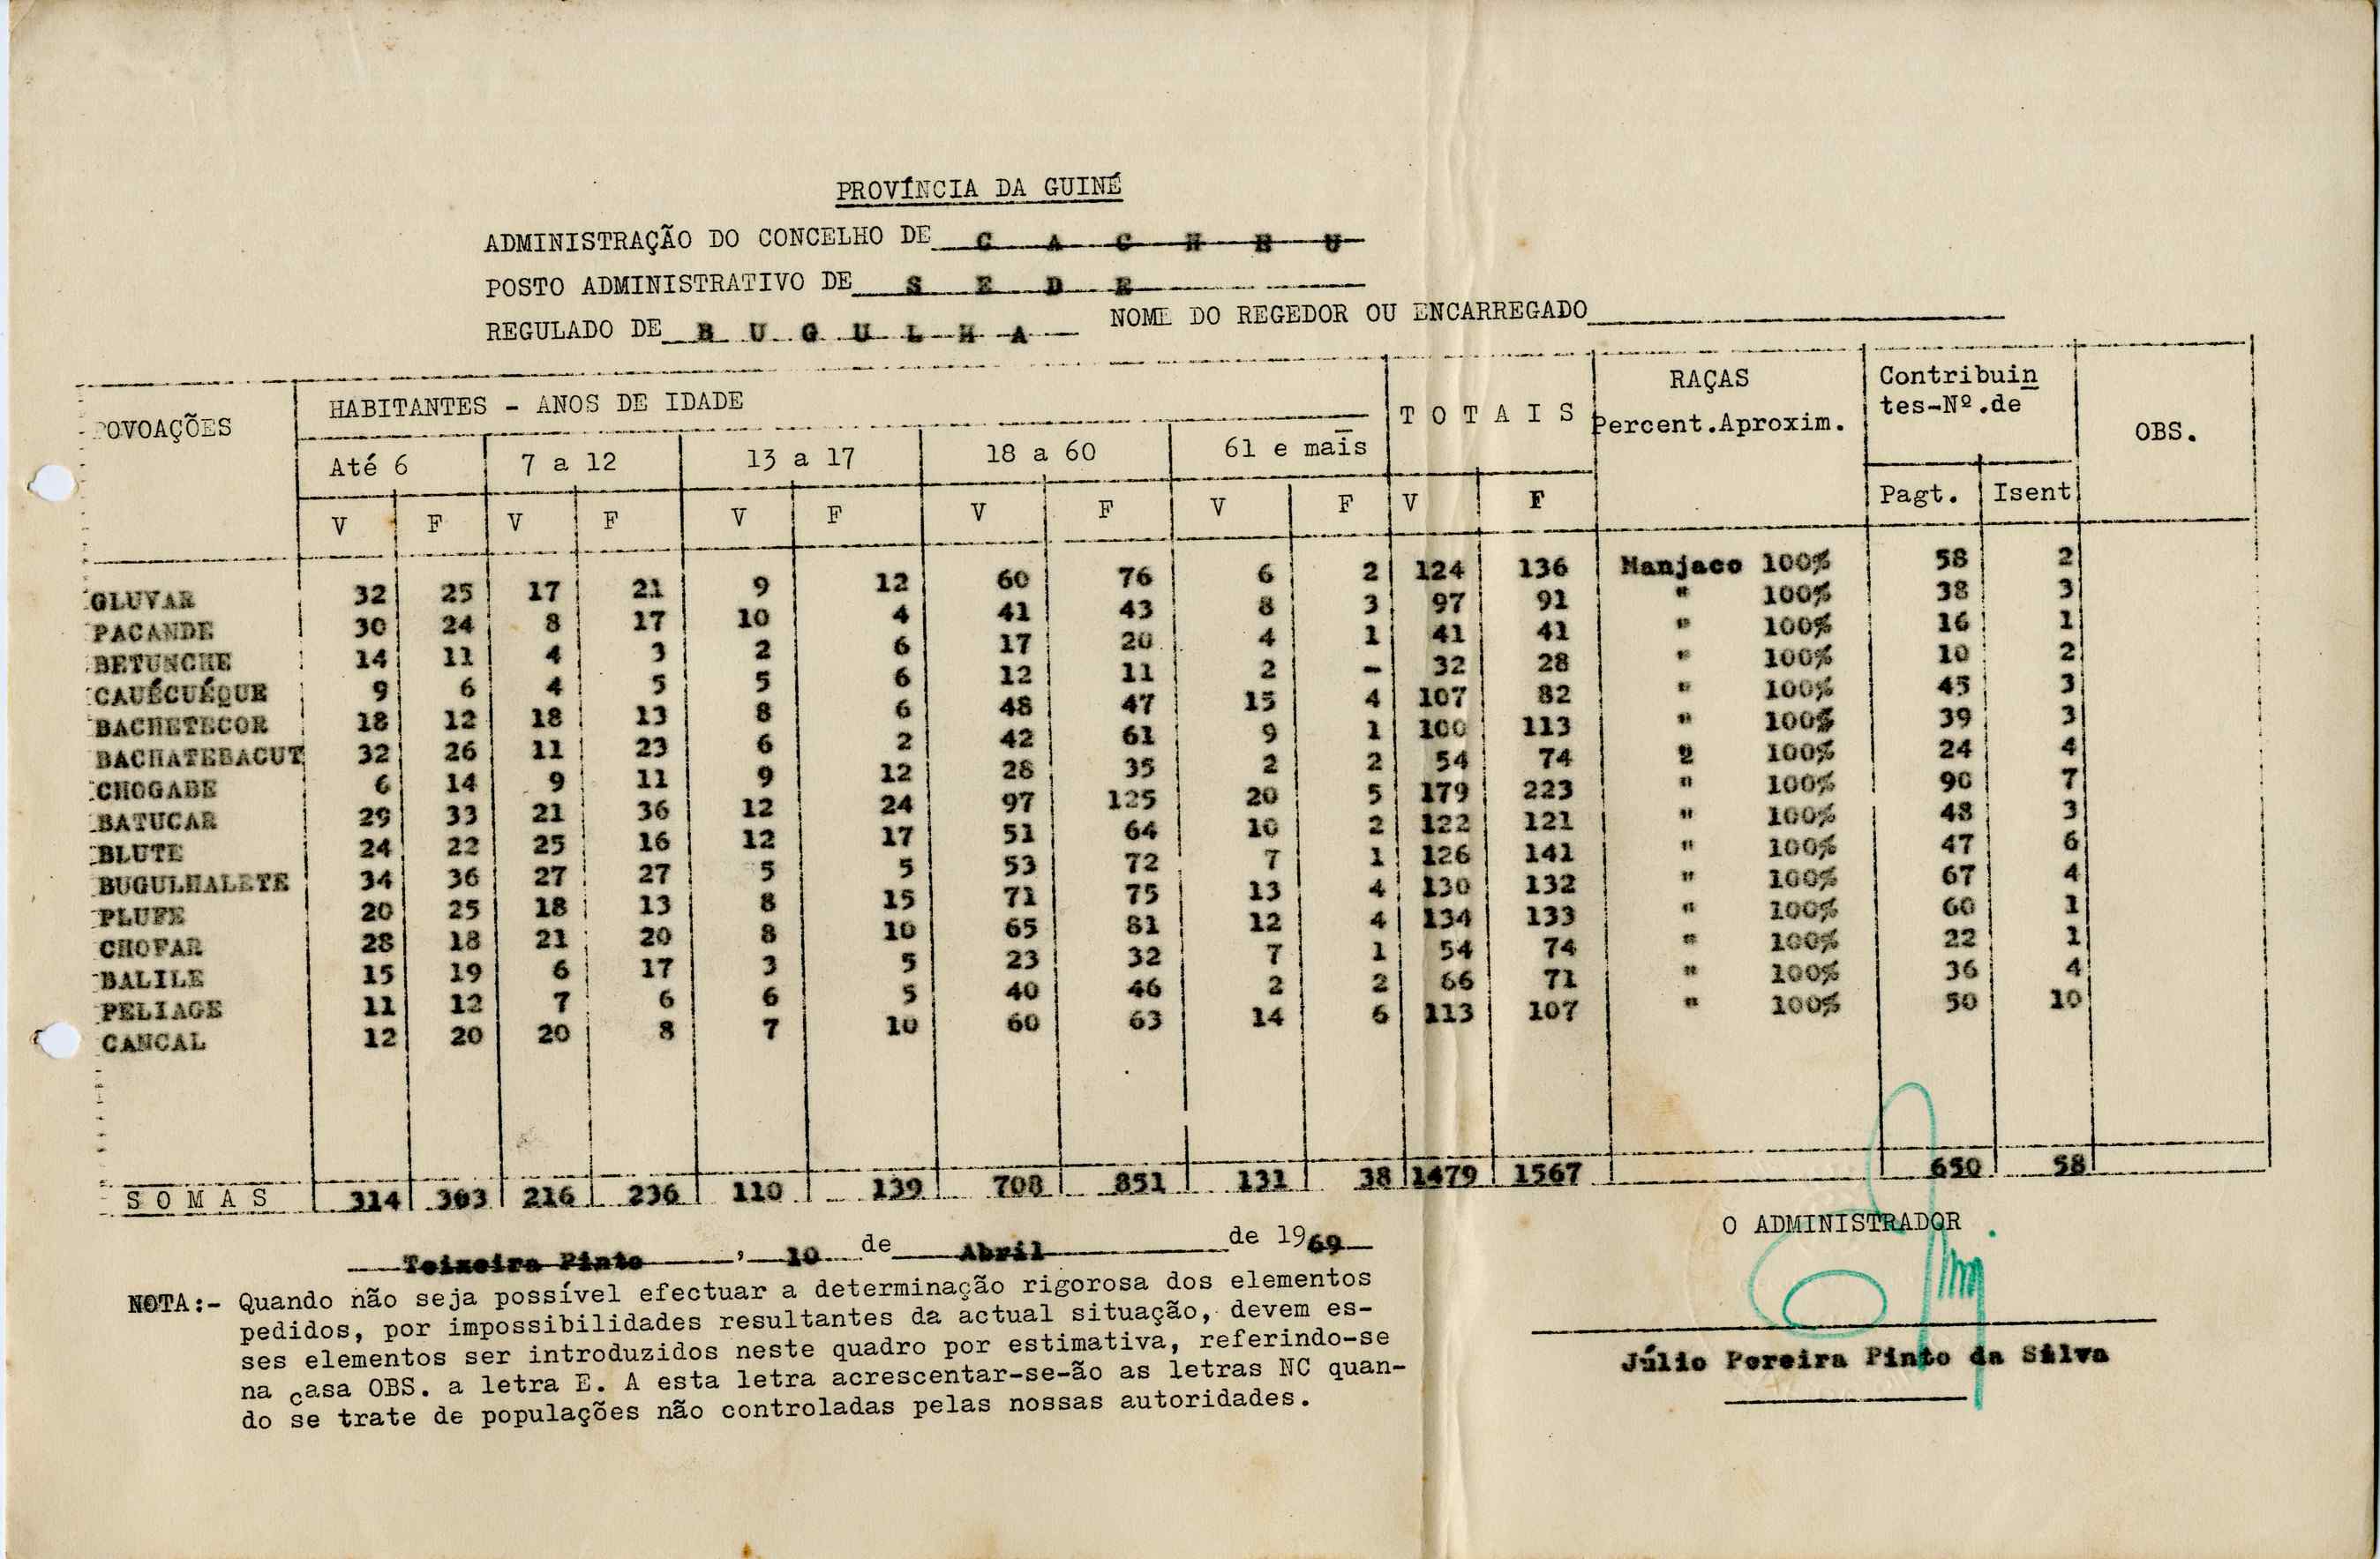 PROVÍNCIA DA GUINÉ
ADMINISTRAÇÃO DO CONCELHO DE C A C H E U
POSTO ADMINISTRATIVO DE S E D E
REGULADO DE B U G U L H A NOME DO REGEDOR OU ENCARREGADO
POVOAÇÕES HABITANTES - ANOS DE IDADE T O T A I S RAÇAS Percent.Aproxim. Contribuin tes-Nº.de OBS.
Até 6 7 a 12 13 a 17 18 a 60 61 e mais
V F V F V F V F V F V F Pagt. Isent
GLUVAR 32 25 17 21 9 12 60 76 6 2 124 136 Manjaco 100% 58 2
PACANDE 30 24 8 17 10 4 41 43 8 3 97 91 " 100% 38 3
BETUNCHE 14 11 4 3 2 6 17 20 4 1 41 41 " 100% 16 1
CAUÉCUÉQUE 9 6 4 5 5 6 12 11 2 - 32 28 " 100% 10 2
BACHETECOR 18 12 18 13 8 6 48 47 15 4 107 82 " 100% 45 3
BACHATEBACUT 32 26 11 23 6 2 42 61 9 1 100 113 " 100% 39 3
CHOGABE 6 14 9 11 9 12 28 35 2 2 54 74 2 100% 24 4
BATUCAR 29 33 21 36 12 24 97 125 20 5 179 223 " 100% 90 7
BLUTE 24 22 25 16 12 17 51 64 10 2 122 121 " 100% 48 3
BUGULHALETE 34 36 27 27 5 5 53 72 7 1 126 141 " 100% 47 6
PLUFE 20 25 18 13 8 15 71 75 13 4 130 132 " 100% 67 4
CHOFAR 28 18 21 20 8 10 65 81 12 4 134 133 " 100% 60 1
BALILE 15 19 6 17 3 5 23 32 7 1 54 74 " 100% 22 1
PELIAGE 11 12 7 6 6 5 40 46 2 2 66 71 " 100% 36 4
CANCAL 12 20 20 8 7 10 60 63 14 6 113 107 " 100% 50 10
S O M A S 314 303 216 236 110 139 708 851 131 38 1479 1567 650 58
Teixeira Pinto, 10 de Abril de 1969
O ADMINISTRADOR
NOTA:- Quando não seja possível efectuar a determinação rigorosa dos elementos
pedidos, por impossibilidades resultantes da actual situação, devem es-
ses elementos ser introduzidos neste quadro por estimativa, referindo-se
na casa OBS. a letra E. A esta letra acrescentar-se-ão as letras NC quan-
do se trate de populações não controladas pelas nossas autoridades.
Júlio Pereira Pinto da Silva